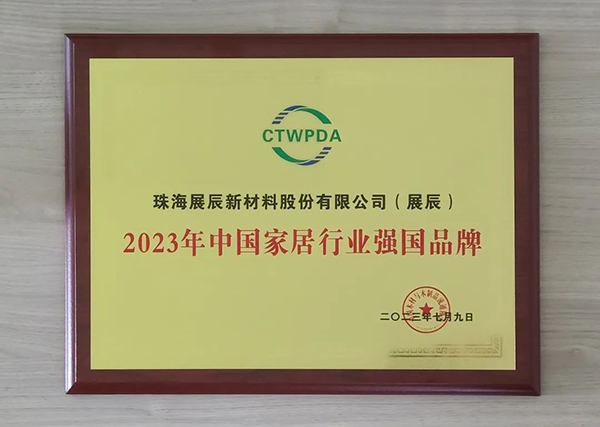 CTWPDA
珠海展辰新材料股份有限公司（展辰）
2023年中国家居行业强国品牌
二〇二三年七月九日